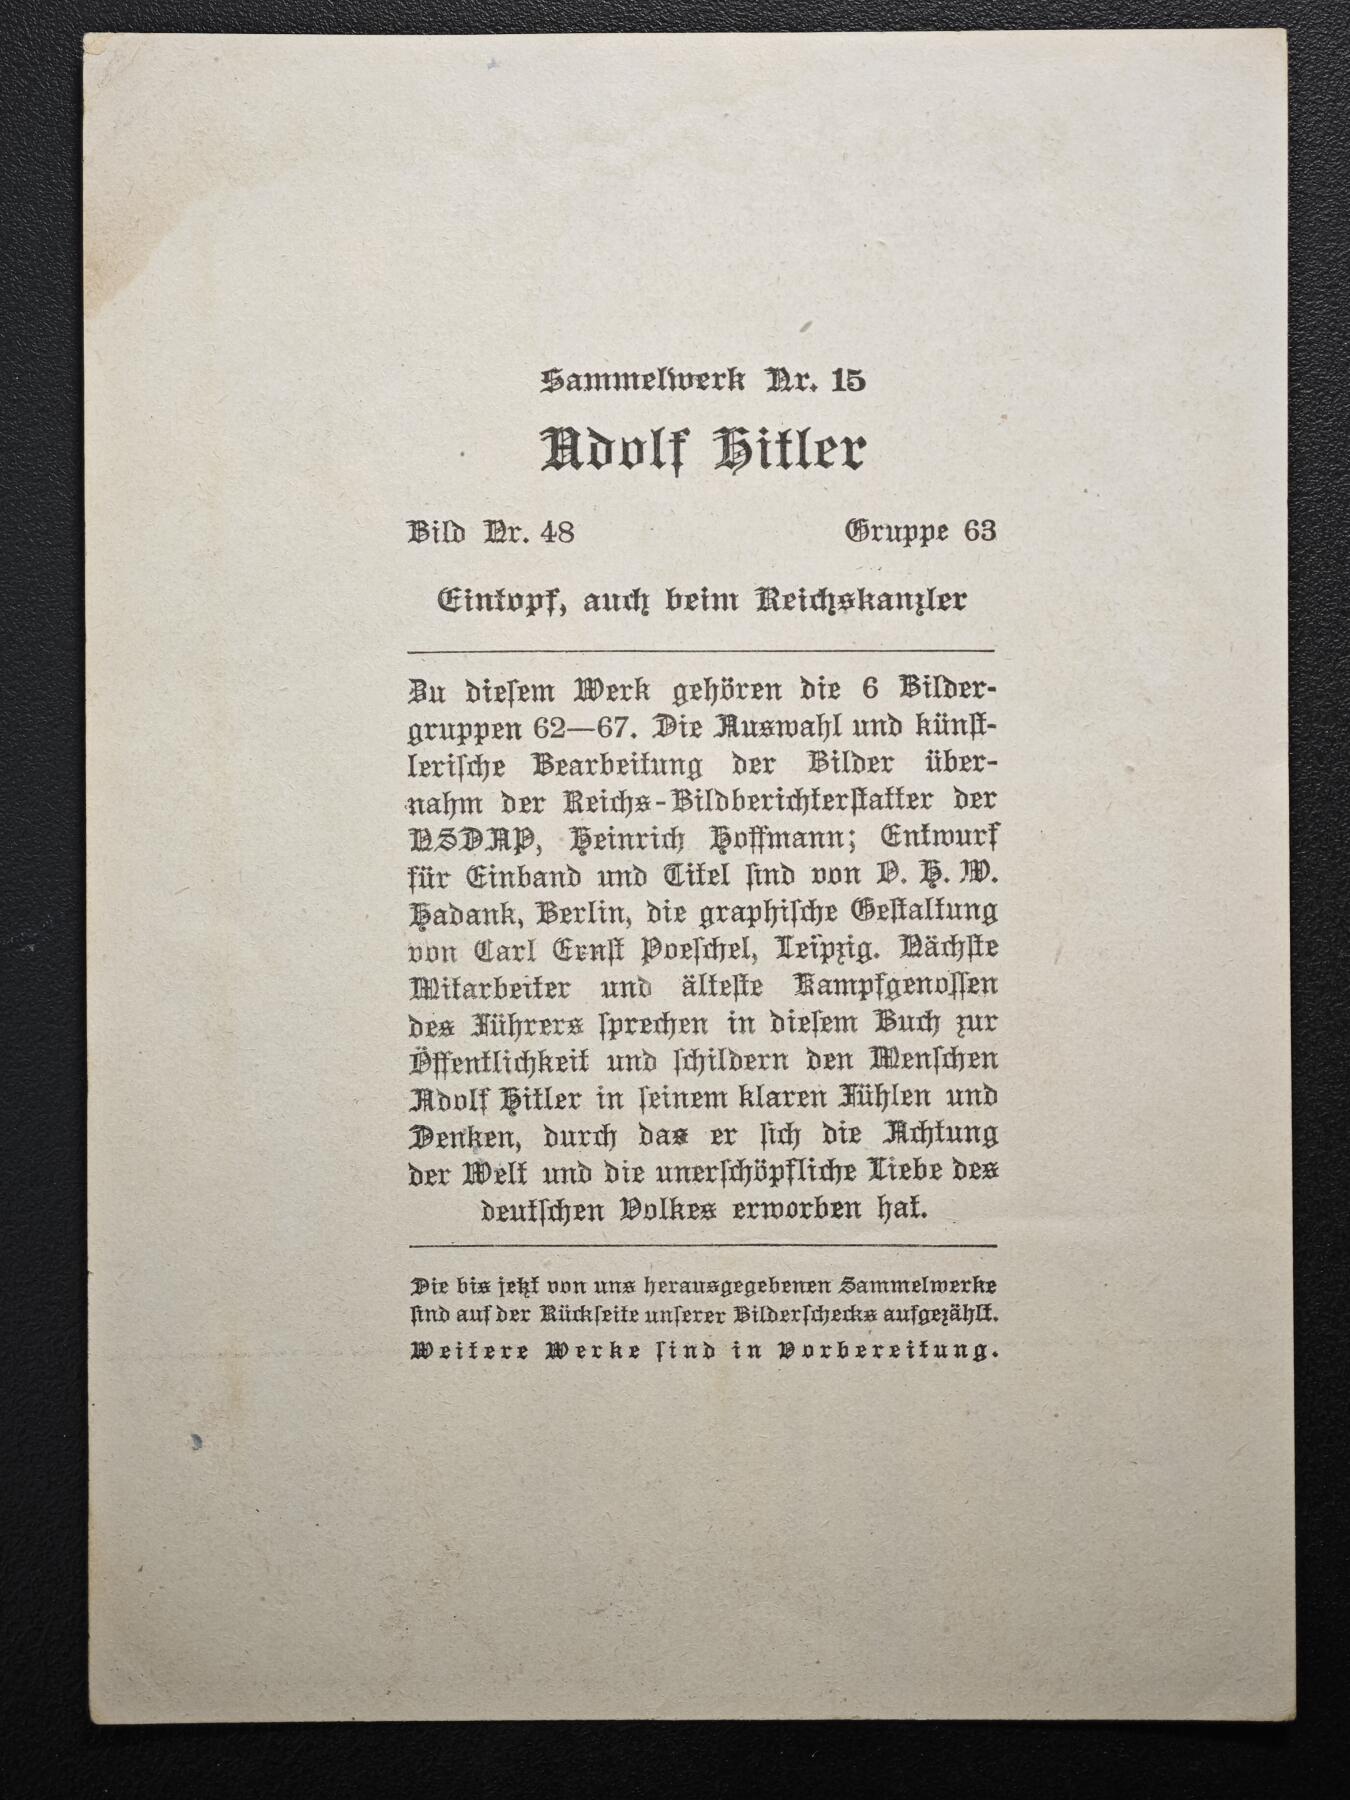 Sammelwerk Nr. 15
Adolf Hitler
Bild Nr. 48 Gruppe 63
Eintopf, auch beim Reichskanzler
Zu dieſem Werk gehören die 6 Bilder-
gruppen 62—67. Die Auswahl und künſt-
leriſche Bearbeitung der Bilder über-
nahm der Reichs-Bildberichterſtatter der
NSDAP, Heinrich Hoffmann; Entwurf
für Einband und Titel ſind von O. H. W.
Hadank, Berlin, die graphiſche Geſtaltung
von Carl Ernſt Poeſchel, Leipzig. Nächſte
Mitarbeiter und älteſte Kampfgenoſſen
des Führers ſprechen in dieſem Buch zur
Öffentlichkeit und ſchildern den Menſchen
Adolf Hitler in ſeinem klaren Fühlen und
Denken, durch das er ſich die Achtung
der Welt und die unerſchöpfliche Liebe des
deutſchen Volkes erworben hat.
Die bis jetzt von uns herausgegebenen Sammelwerke
ſind auf der Rückſeite unſerer Bilderſchecks aufgezählt.
Weitere Werke ſind in Vorbereitung.